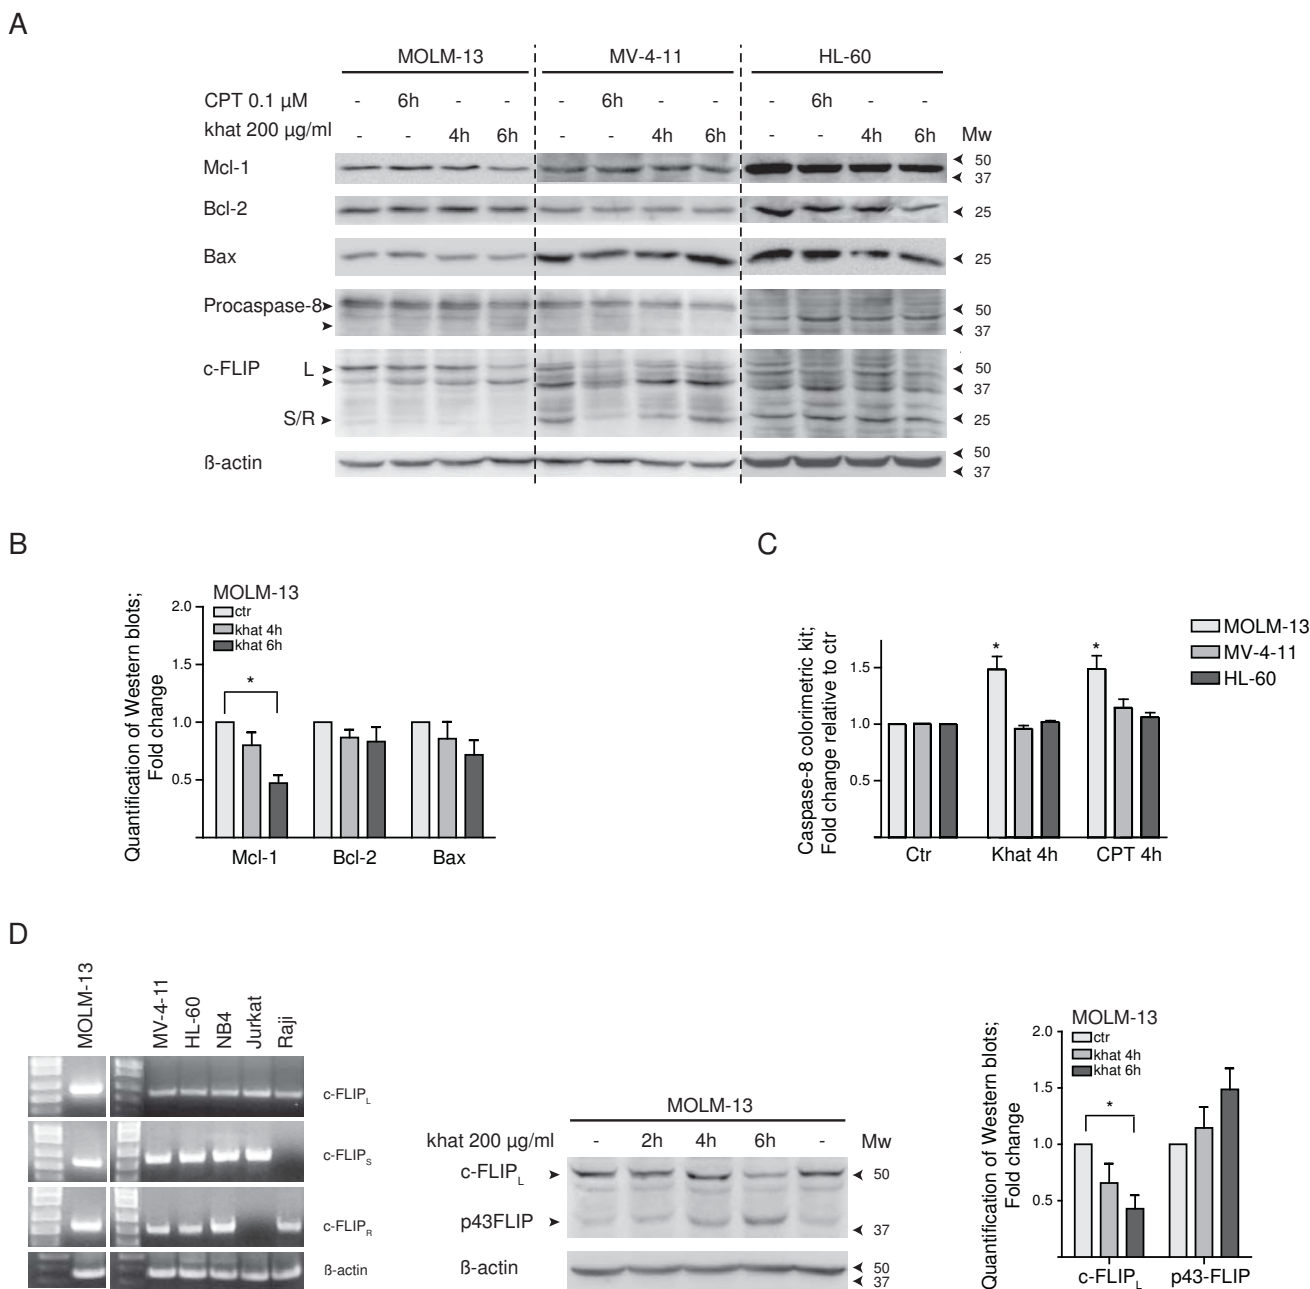 A
MOLM-13 MV-4-11 HL-60
CPT 0.1 µM - 6h - - - 6h - - - 6h - -
khat 200 µg/ml - - 4h 6h - - 4h 6h - - 4h 6h Mw
Mcl-1 50
37
Bcl-2 25
Bax 25
Procaspase-8 50
37
c-FLIP L 50
37
S/R 25
ß-actin 50
37
B
Quantification of Western blots;
Fold change
MOLM-13
ctr
khat 4h
khat 6h
2.0
1.5
1.0
0.5
*
Mcl-1 Bcl-2 Bax
C
Caspase-8 colorimetric kit;
Fold change relative to ctr
1.5
1.0
0.5
* *
Ctr Khat 4h CPT 4h
MOLM-13
MV-4-11
HL-60
D
MOLM-13 MV-4-11 HL-60 NB4 Jurkat Raji
c-FLIPL
c-FLIPS
c-FLIPR
ß-actin
MOLM-13
khat 200 µg/ml - 2h 4h 6h - Mw
c-FLIPL 50
p43FLIP 37
ß-actin 50
37
Quantification of Western blots;
Fold change
MOLM-13
ctr
khat 4h
khat 6h
2.0
1.5
1.0
0.5
*
c-FLIPL p43-FLIP